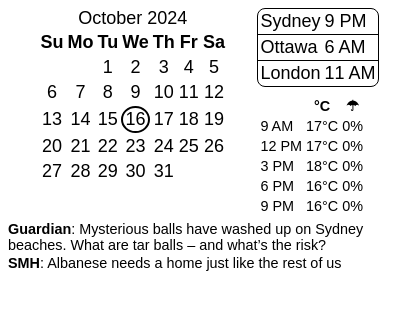 October 2024
Su Mo Tu We Th Fr Sa
1 2 3 4 5
6 7 8 9 10 11 12
13 14 15 16 17 18 19
20 21 22 23 24 25 26
27 28 29 30 31
Sydney 9 PM
Ottawa 6 AM
London 11 AM
°C ☂
9 AM 17°C 0%
12 PM 17°C 0%
3 PM 18°C 0%
6 PM 16°C 0%
9 PM 16°C 0%
Guardian: Mysterious balls have washed up on Sydney
beaches. What are tar balls – and what’s the risk?
SMH: Albanese needs a home just like the rest of us